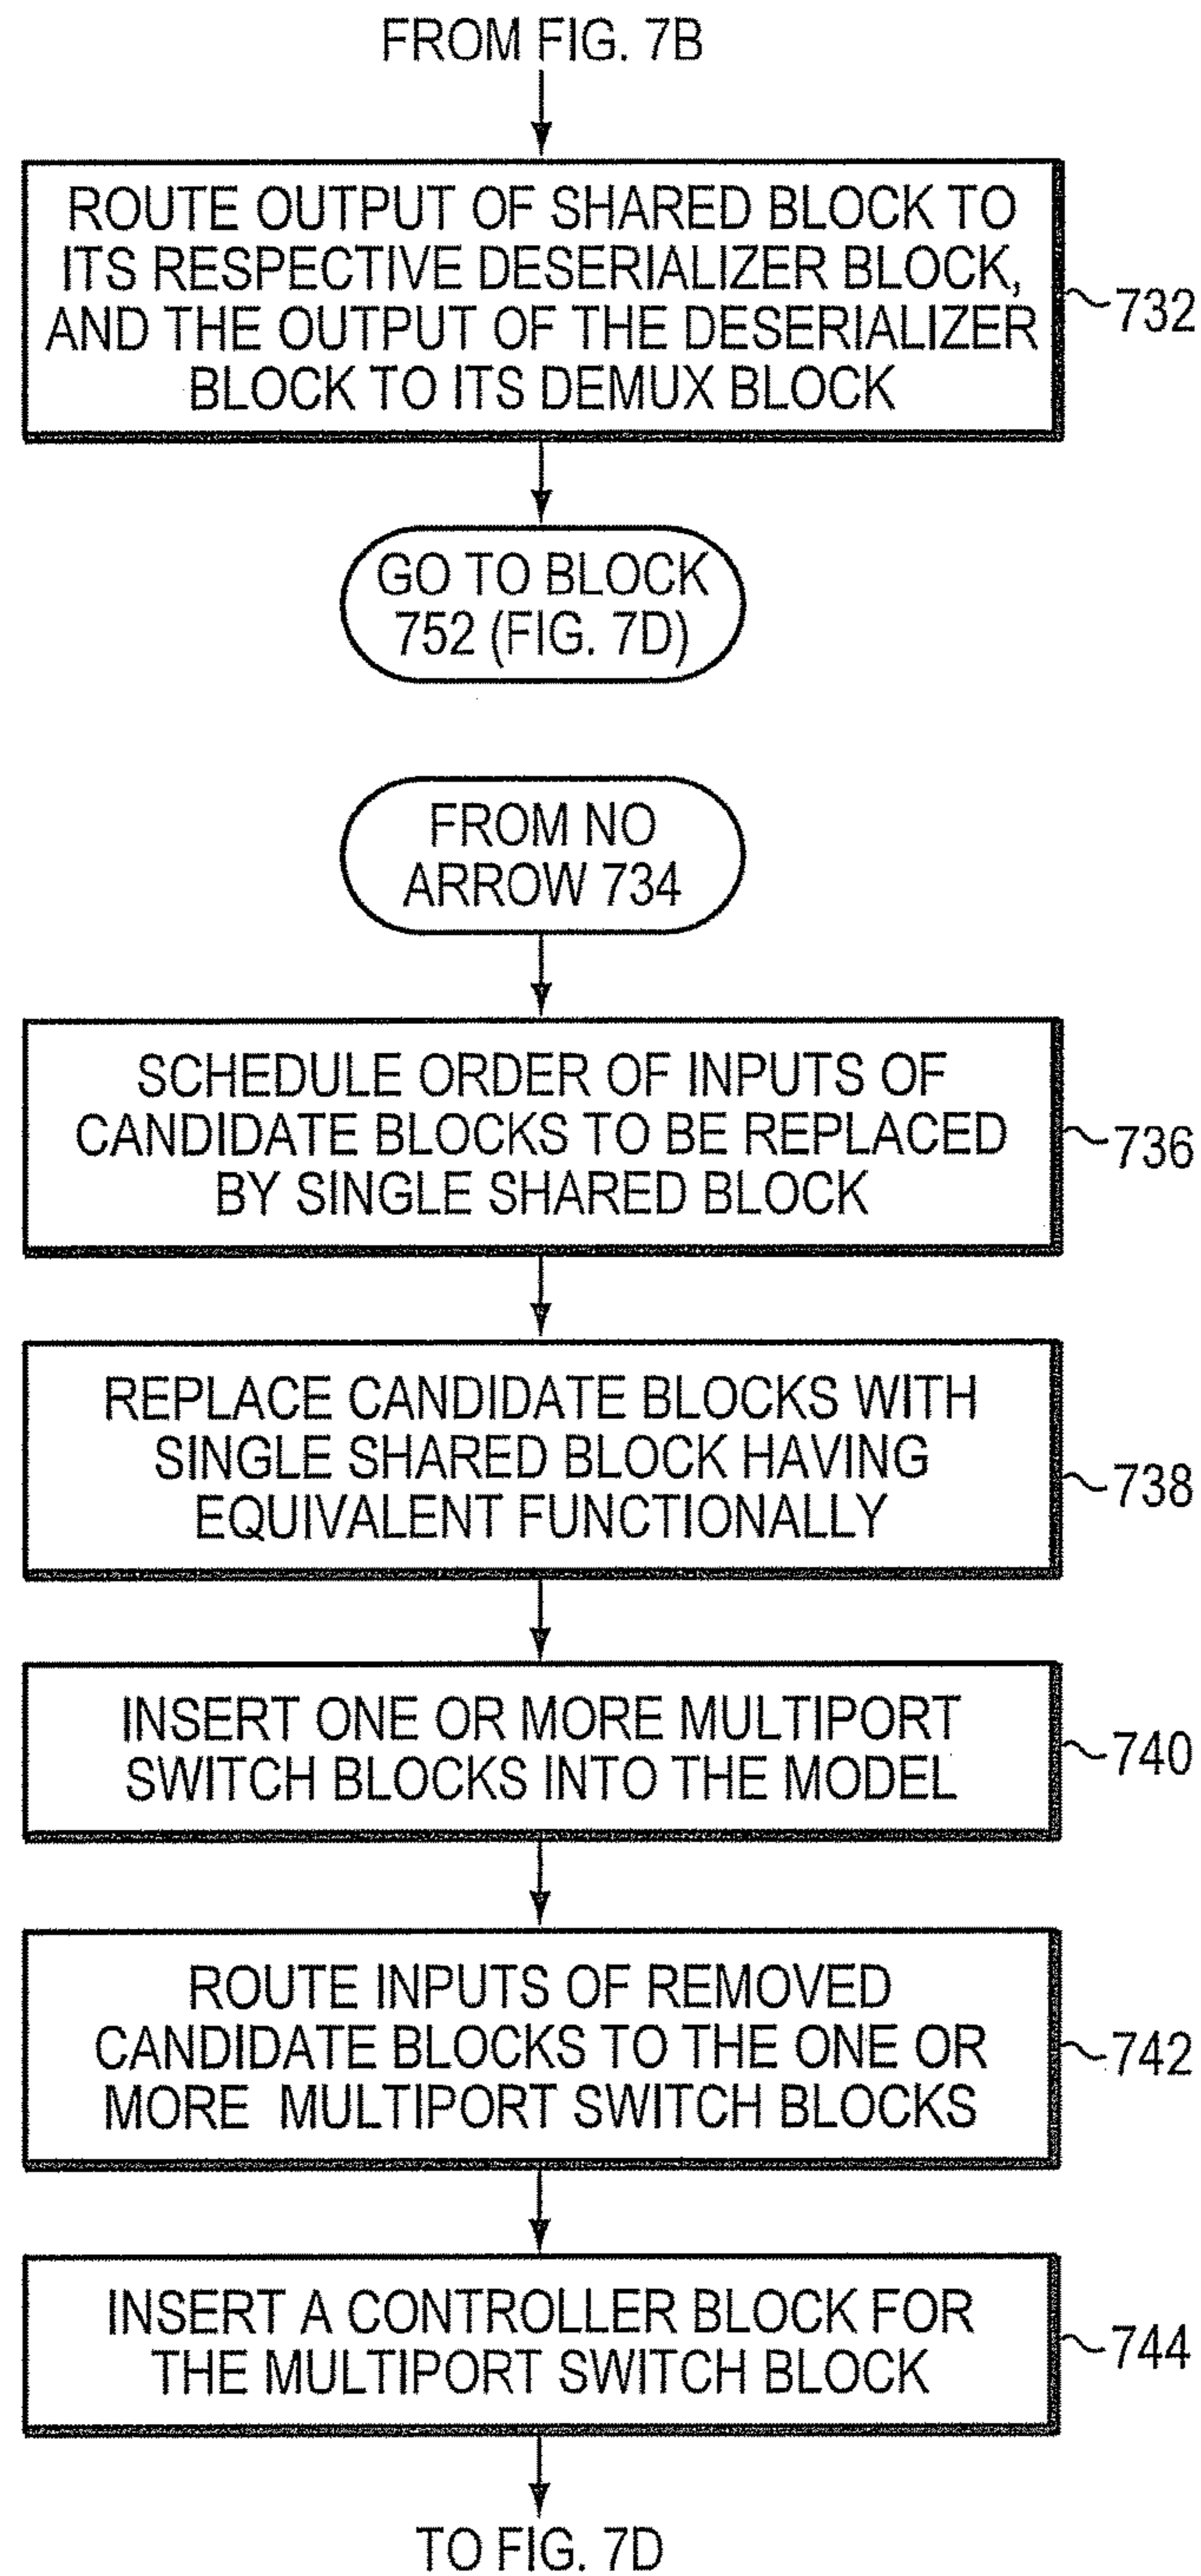 FROM FIG. 7B
ROUTE OUTPUT OF SHARED BLOCK TO
ITS RESPECTIVE DESERIALIZER BLOCK,
AND THE OUTPUT OF THE DESERIALIZER
BLOCK TO ITS DEMUX BLOCK
732
GO TO BLOCK
752 (FIG. 7D)
FROM NO
ARROW 734
SCHEDULE ORDER OF INPUTS OF
CANDIDATE BLOCKS TO BE REPLACED
BY SINGLE SHARED BLOCK
736
REPLACE CANDIDATE BLOCKS WITH
SINGLE SHARED BLOCK HAVING
EQUIVALENT FUNCTIONALLY
738
INSERT ONE OR MORE MULTIPORT
SWITCH BLOCKS INTO THE MODEL
740
ROUTE INPUTS OF REMOVED
CANDIDATE BLOCKS TO THE ONE OR
MORE MULTIPORT SWITCH BLOCKS
742
INSERT A CONTROLLER BLOCK FOR
THE MULTIPORT SWITCH BLOCK
744
TO FIG. 7D